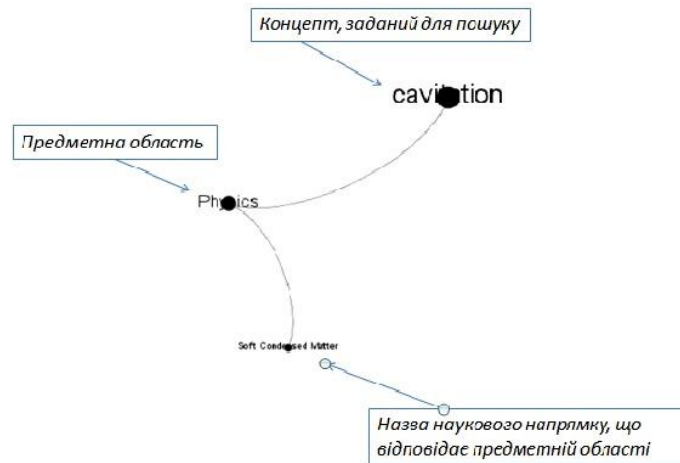 Концепт, заданий для пошуку
cavitation
Предметна область
Physics
Soft Condensed Matter
Назва наукового напрямку, що
відповідає предметній області